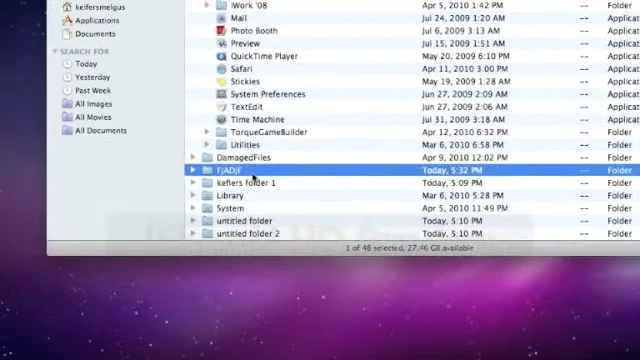 keifersmelgus
Applications
Documents
SEARCH FOR
Today
Yesterday
Past Week
All Images
All Movies
All Documents
iWork '08 Apr 5, 2010 1:42 PM -- Folder
Mail Jul 24, 2009 1:20 AM -- Applicat
Photo Booth Jul 6, 2009 3:13 AM -- Applicat
Preview Jul 15, 2009 1:51 AM -- Applicat
QuickTime Player May 20, 2009 6:10 PM -- Applicat
Safari Apr 11, 2010 3:00 PM -- Applicat
Stickies May 19, 2009 1:28 AM -- Applicat
System Preferences Jun 27, 2009 2:06 AM -- Applicat
TextEdit Jun 27, 2009 2:06 AM -- Applicat
Time Machine Jul 31, 2009 3:19 AM -- Applicat
TorqueGameBuilder Apr 12, 2010 6:32 PM -- Folder
Utilities Mar 6, 2010 6:58 PM -- Folder
DamagedFiles Apr 9, 2010 12:02 PM -- Folder
FJADJF Today, 5:32 PM -- Folder
kefiers folder 1 Today, 5:09 PM -- Folder
Library Mar 6, 2010 5:28 PM -- Folder
System Apr 5, 2010 11:49 PM -- Folder
untitled folder Today, 5:10 PM -- Folder
untitled folder 2 Today, 5:10 PM -- Folder
1 of 48 selected, 27.46 GB available